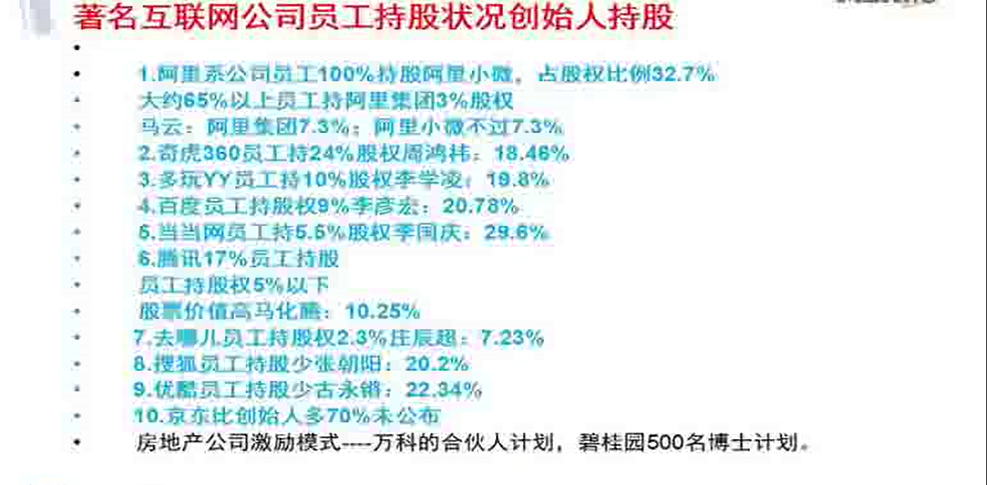 著名互联网公司员工持股状况创始人持股
1.阿里系公司员工100%持股阿里小微，占股权比例32.7%
大约65%以上员工持阿里集团3%股权
马云：阿里集团7.3%；阿里小微不过7.3%
2.奇虎360员工持24%股权周鸿祎：18.46%
3.多玩YY员工持10%股权李学凌：19.8%
4.百度员工持股权9%李彦宏：20.78%
5.当当网员工持5.5%股权李国庆：29.6%
6.腾讯17%员工持股
员工持股权5%以下
股票价值高马化腾：10.25%
7.去哪儿员工持股权2.3%庄辰超：7.23%
8.搜狐员工持股少张朝阳：20.2%
9.优酷员工持股少古永锵：22.34%
10.京东比创始人多70%未公布
房地产公司激励模式----万科的合伙人计划，碧桂园500名博士计划。